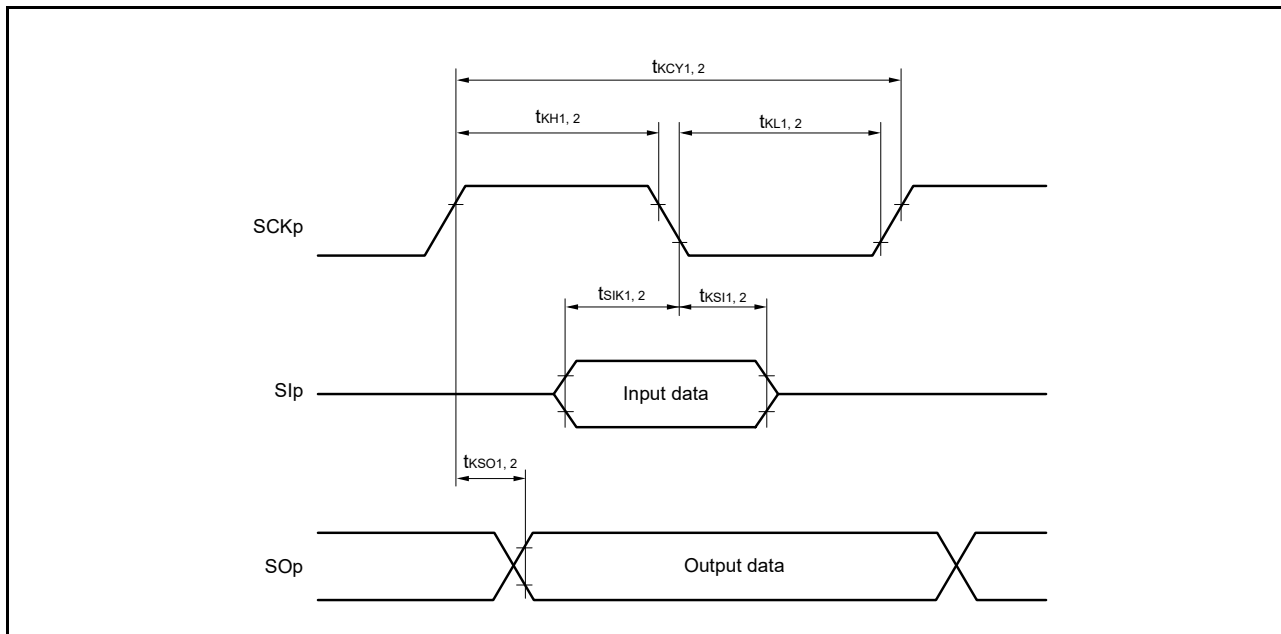 tKCY1, 2
tKH1, 2
tKL1, 2
SCKp
tSIK1, 2
tKSI1, 2
SIp
Input data
tKSO1, 2
SOp
Output data